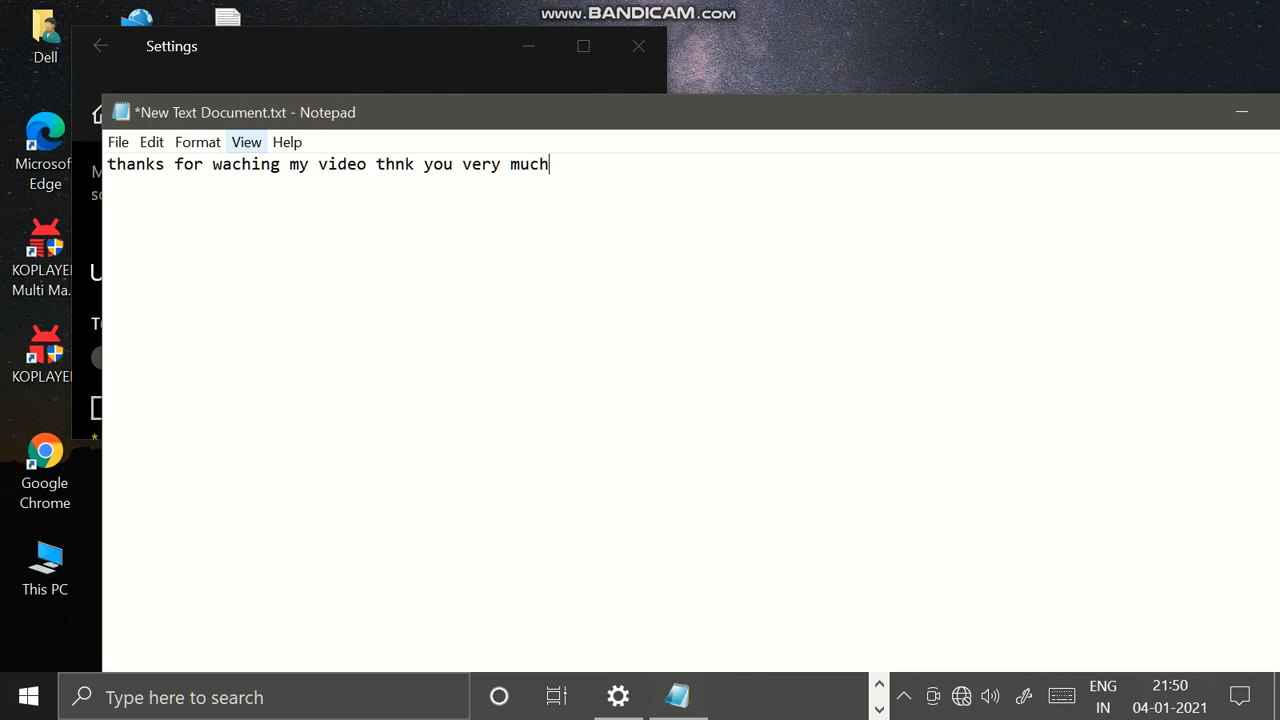 www.BANDICAM.com
Dell
Settings
*New Text Document.txt - Notepad
File Edit Format View Help
thanks for waching my video thnk you very much
Microsoft
Edge
KOPLAYE
Multi Ma...
KOPLAYE
Google
Chrome
This PC
Type here to search
ENG
IN
21:50
04-01-2021